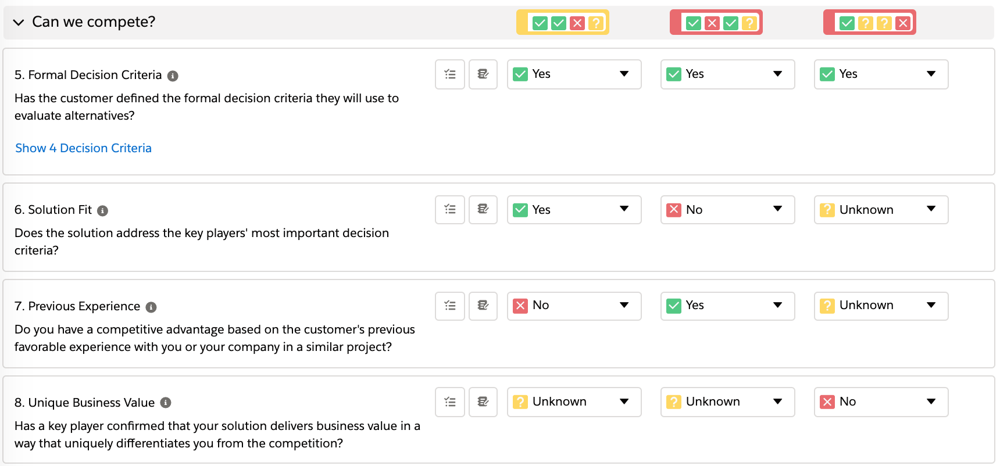 Can we compete?
5. Formal Decision Criteria
Yes
Yes
Yes
Has the customer defined the formal decision criteria they will use to
evaluate alternatives?
Show 4 Decision Criteria
6. Solution Fit
Yes
No
? Unknown
Does the solution address the key players' most important decision
criteria?
7. Previous Experience
No
Yes
? Unknown
Do you have a competitive advantage based on the customer's previous
favorable experience with you or your company in a similar project?
8. Unique Business Value
? Unknown
? Unknown
No
Has a key player confirmed that your solution delivers business value in a
way that uniquely differentiates you from the competition?